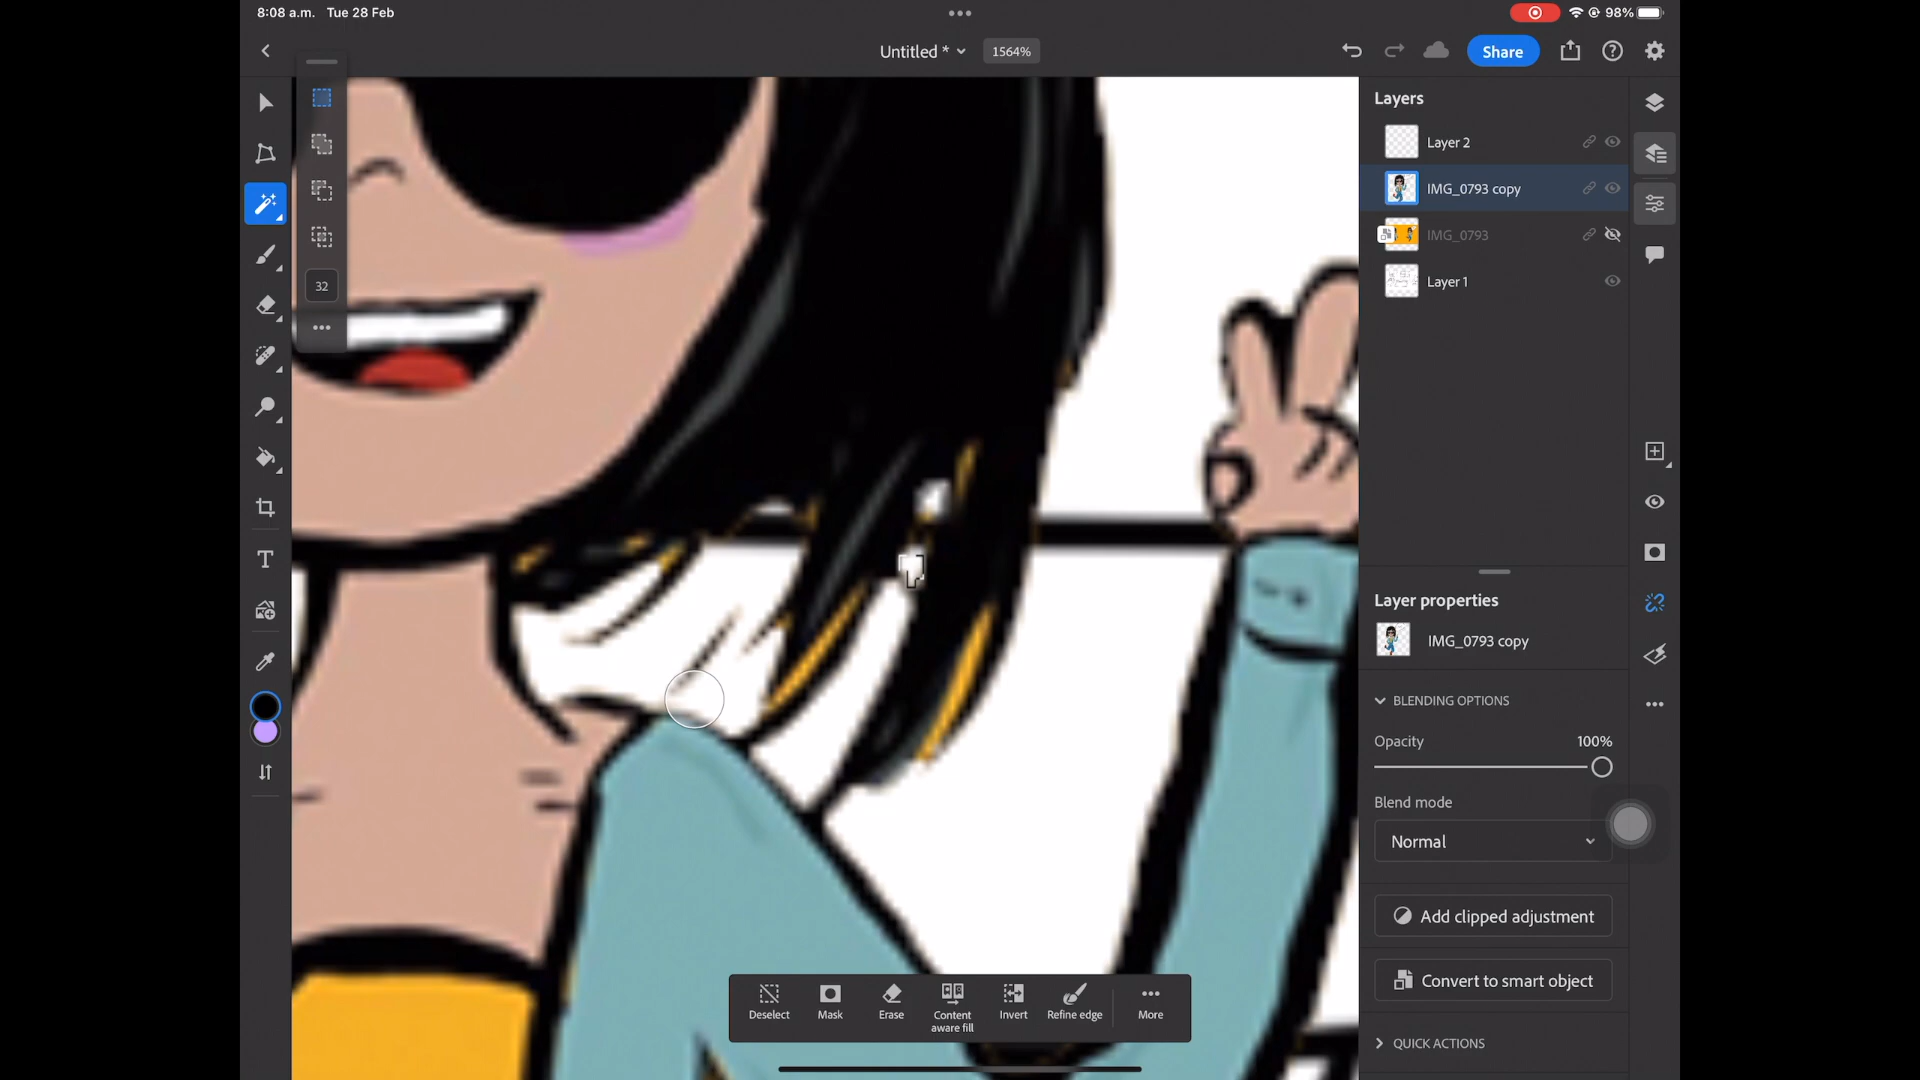 8:08 a.m. Tue 28 Feb
98%
Untitled *
1564%
Share
Layers
Layer 2
IMG_0793 copy
IMG_0793
Layer 1
32
T
Layer properties
IMG_0793 copy
BLENDING OPTIONS
Opacity 100%
Blend mode
Normal
Add clipped adjustment
Convert to smart object
QUICK ACTIONS
Deselect
Mask
Erase
Content aware fill
Invert
Refine edge
More